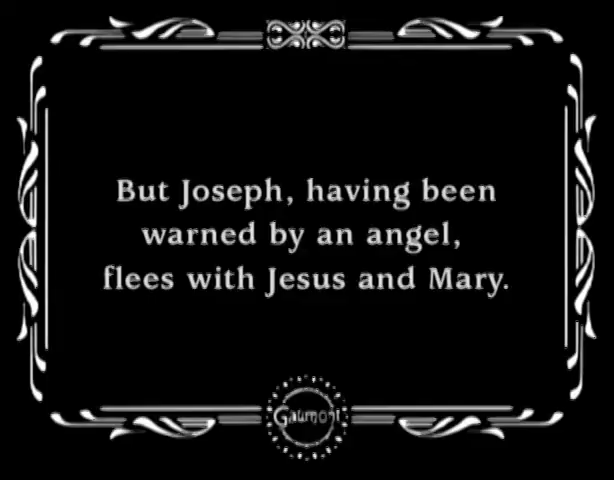 But Joseph, having been
warned by an angel,
flees with Jesus and Mary.
Gaumont